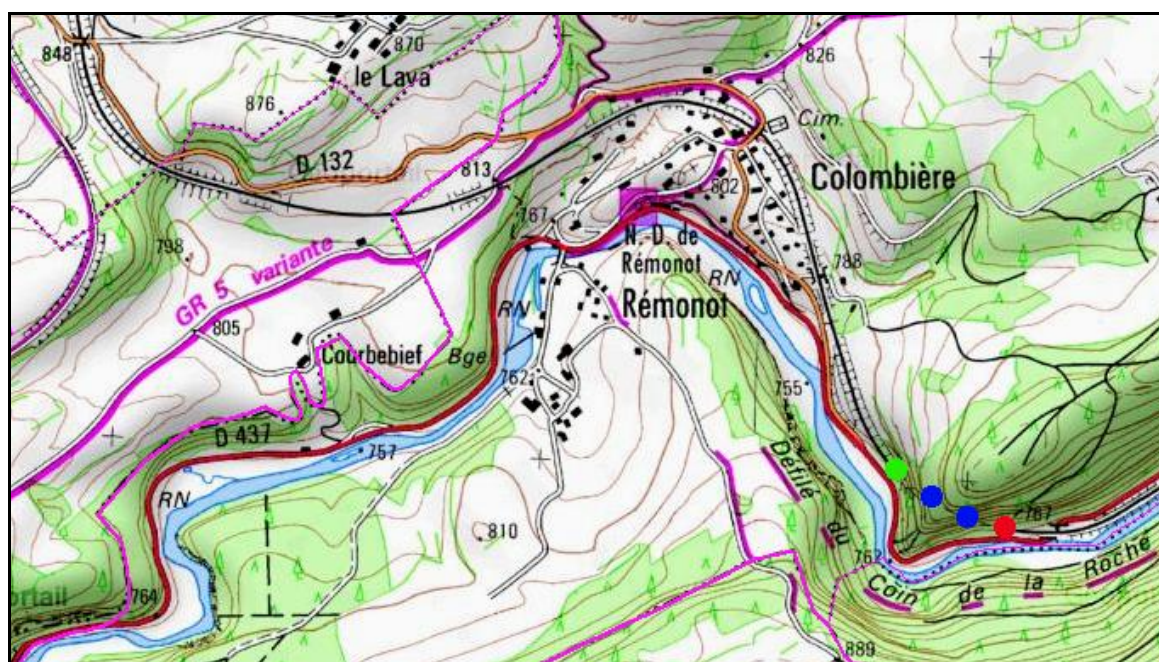 848
870
le Lava
876
826
Cim.
D 132
813
Colombière
802
767
N.-D. de
Rémonot
798
GR 5 variante
RN
RN
788
Rémonot
805
Courbebief
Bge
762
755
D 437
757
Défilé
du
RN
810
767
762
Coin de la Roche
764
ortail
889